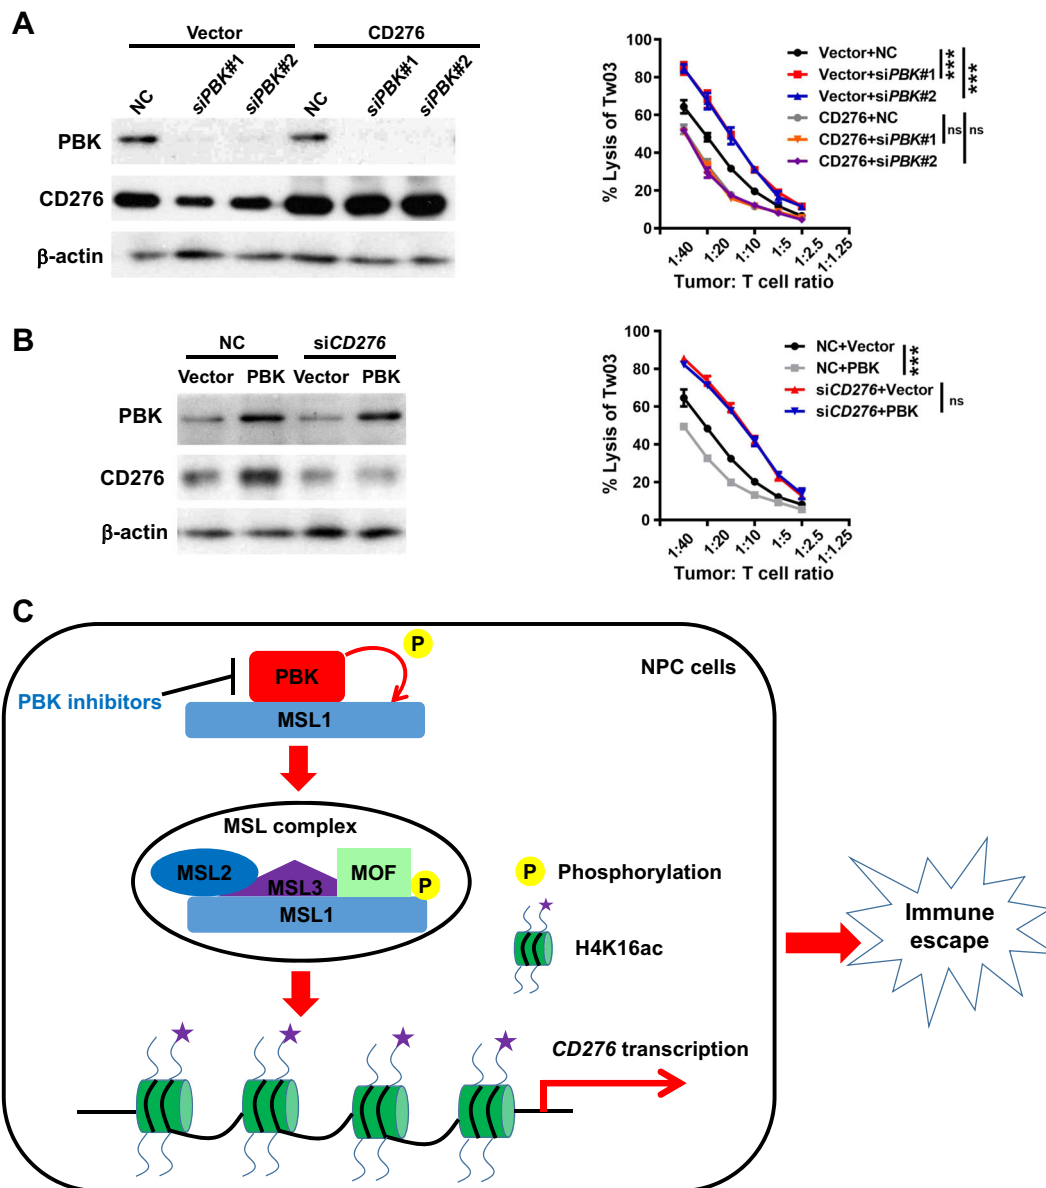 A
Vector
CD276
NC
siPBK#1
siPBK#2
NC
siPBK#1
siPBK#2
PBK
CD276
β-actin
% Lysis of Tw03
100
80
60
40
20
0
1:40
1:20
1:10
1:5
1:2.5
1:1.25
Tumor: T cell ratio
Vector+NC
Vector+siPBK#1
Vector+siPBK#2
CD276+NC
CD276+siPBK#1
CD276+siPBK#2
***
***
ns
ns
B
NC
siCD276
Vector
PBK
Vector
PBK
PBK
CD276
β-actin
% Lysis of Tw03
100
80
60
40
20
0
1:40
1:20
1:10
1:5
1:2.5
1:1.25
Tumor: T cell ratio
NC+Vector
NC+PBK
siCD276+Vector
siCD276+PBK
***
ns
C
NPC cells
P
PBK
PBK inhibitors
MSL1
MSL complex
MSL2
MSL3
MOF
P
MSL1
P
Phosphorylation
H4K16ac
Immune
escape
CD276 transcription